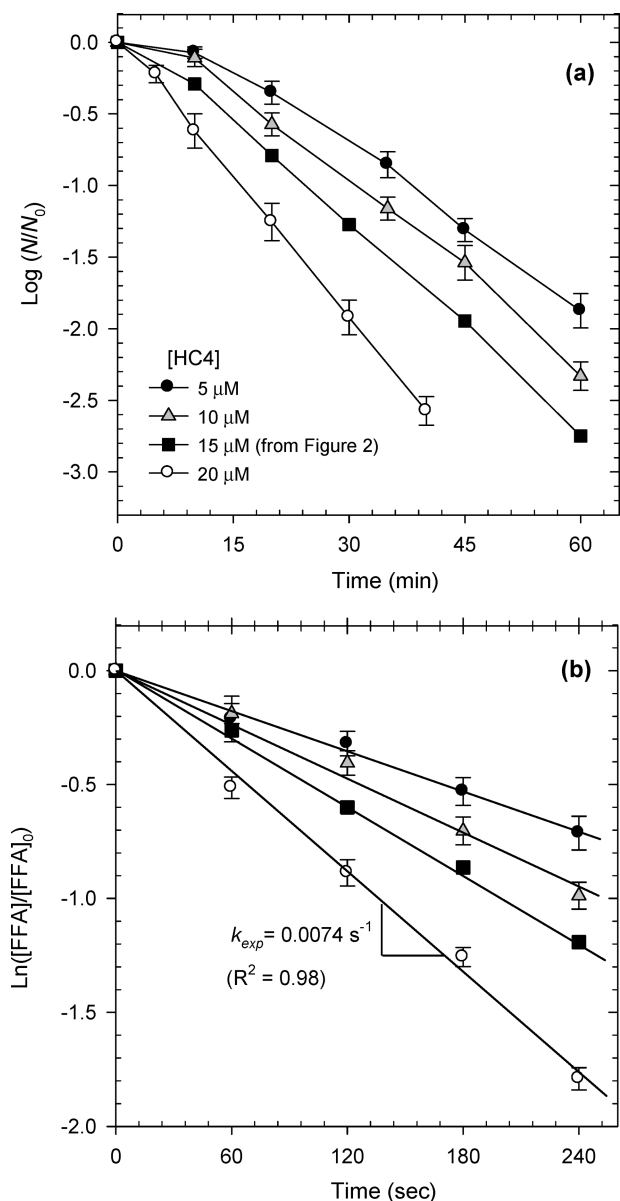 (a)
0.0
-0.5
-1.0
-1.5
-2.0
-2.5
-3.0
Log (N/N₀)
[HC4]
5 μM
10 μM
15 μM (from Figure 2)
20 μM
0 15 30 45 60
Time (min)
(b)
0.0
-0.5
-1.0
-1.5
-2.0
Ln([FFA]/[FFA]₀)
k_exp = 0.0074 s⁻¹
(R² = 0.98)
0 60 120 180 240
Time (sec)